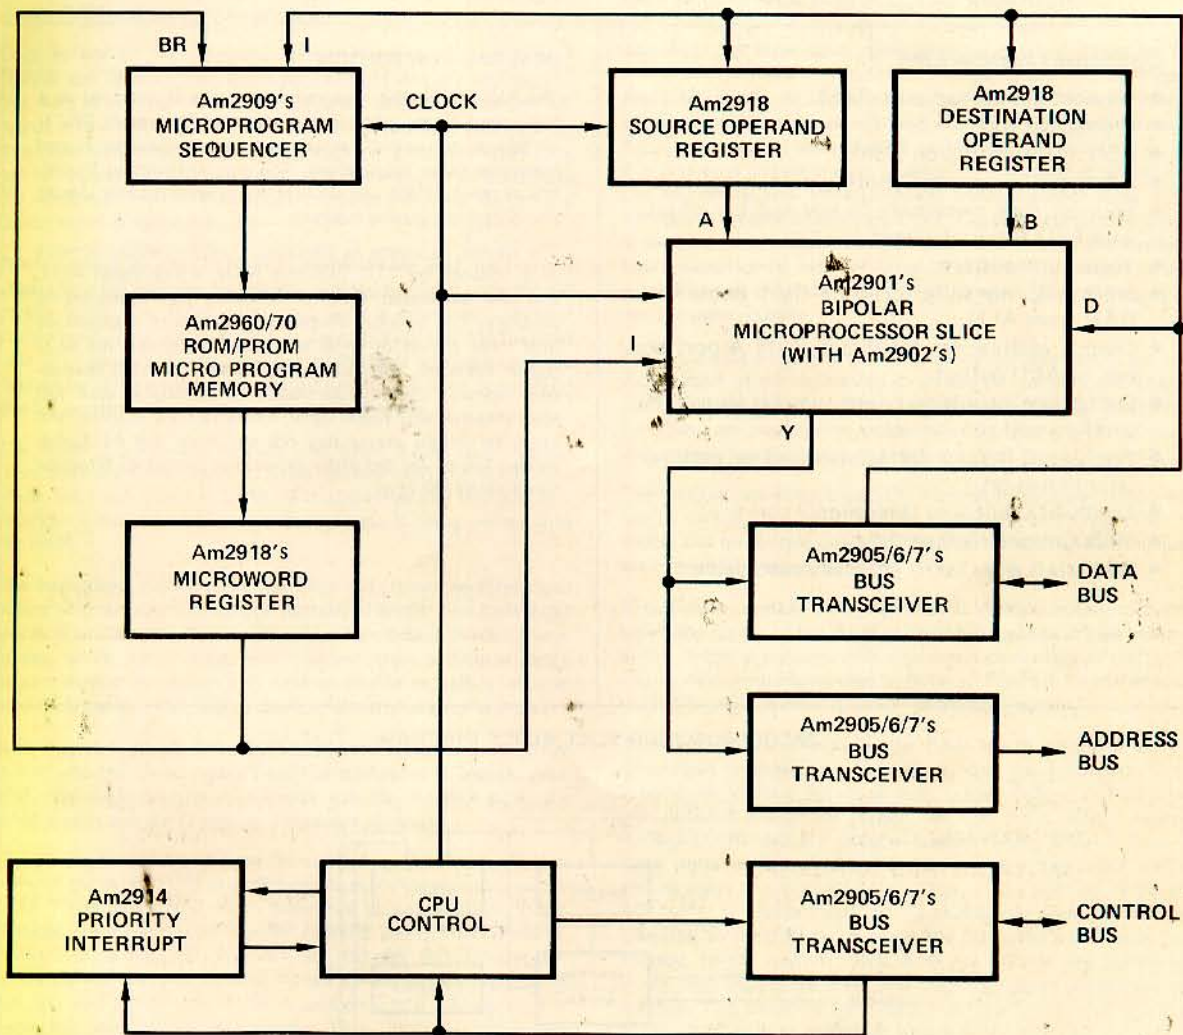 BR
I
Am2909's
MICROPROGRAM
SEQUENCER
CLOCK
Am2918
SOURCE OPERAND
REGISTER
Am2918
DESTINATION
OPERAND
REGISTER
A
B
Am2960/70
ROM/PROM
MICRO PROGRAM
MEMORY
I
Am2901's
BIPOLAR
MICROPROCESSOR SLICE
(WITH Am2902's)
D
Y
Am2918's
MICROWORD
REGISTER
Am2905/6/7's
BUS
TRANSCEIVER
DATA
BUS
Am2905/6/7's
BUS
TRANSCEIVER
ADDRESS
BUS
Am2914
PRIORITY
INTERRUPT
CPU
CONTROL
Am2905/6/7's
BUS
TRANSCEIVER
CONTROL
BUS